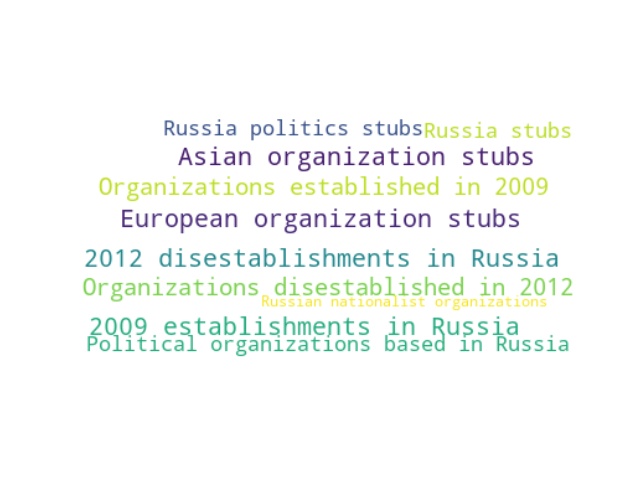 Russia politics stubs Russia stubs
Asian organization stubs
Organizations established in 2009
European organization stubs
2012 disestablishments in Russia
Organizations disestablished in 2012
Russian nationalist organizations
2009 establishments in Russia
Political organizations based in Russia